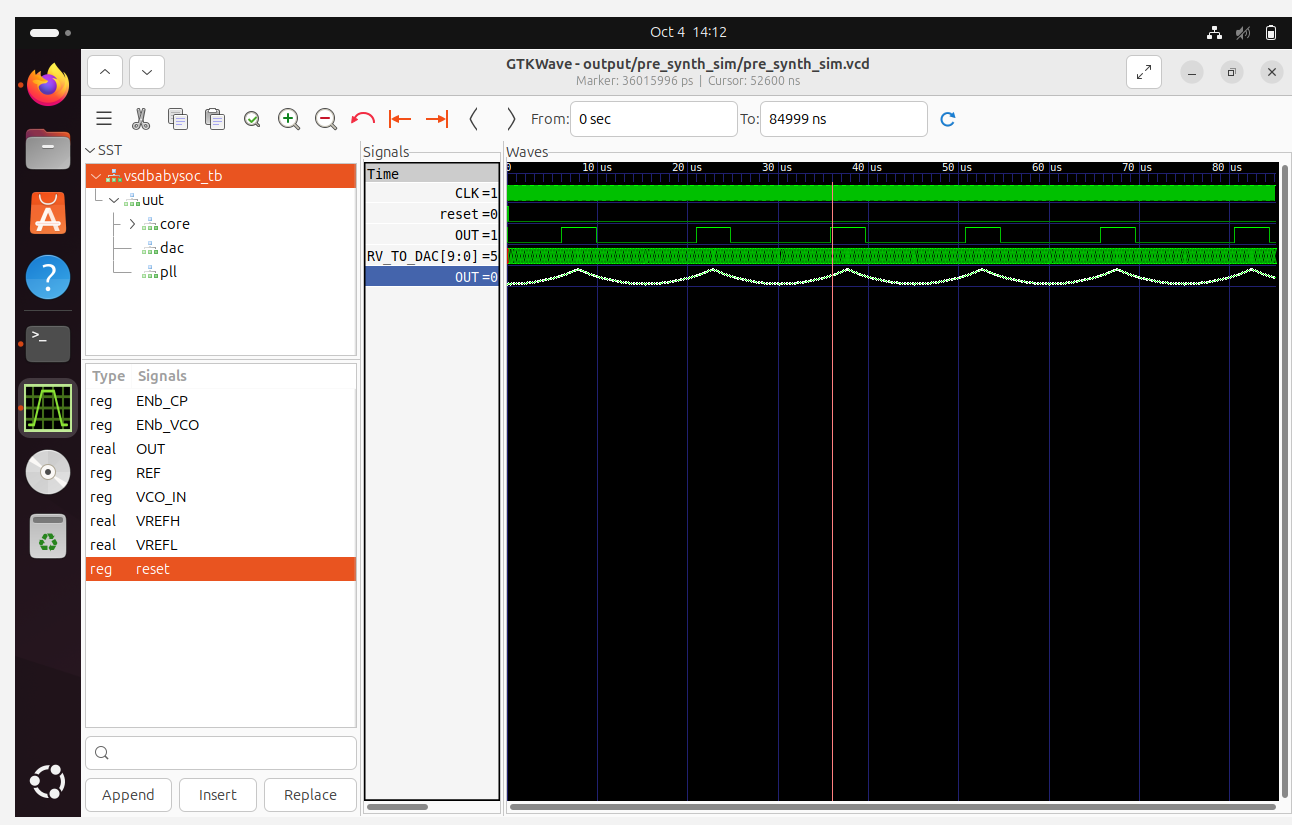 Oct 4 14:12
GTKWave - output/pre_synth_sim/pre_synth_sim.vcd
Marker: 36015996 ps | Cursor: 52600 ns
From: 0 sec To: 84999 ns
SST
vsdbabysoc_tb
uut
core
dac
pll
Type Signals
reg ENb_CP
reg ENb_VCO
real OUT
reg REF
reg VCO_IN
real VREFH
real VREFL
reg reset
Append Insert Replace
Signals
Time
CLK =1
reset =0
OUT =1
RV_TO_DAC[9:0] =5
OUT =0
Waves
0 10 us 20 us 30 us 40 us 50 us 60 us 70 us 80 us
>_
?